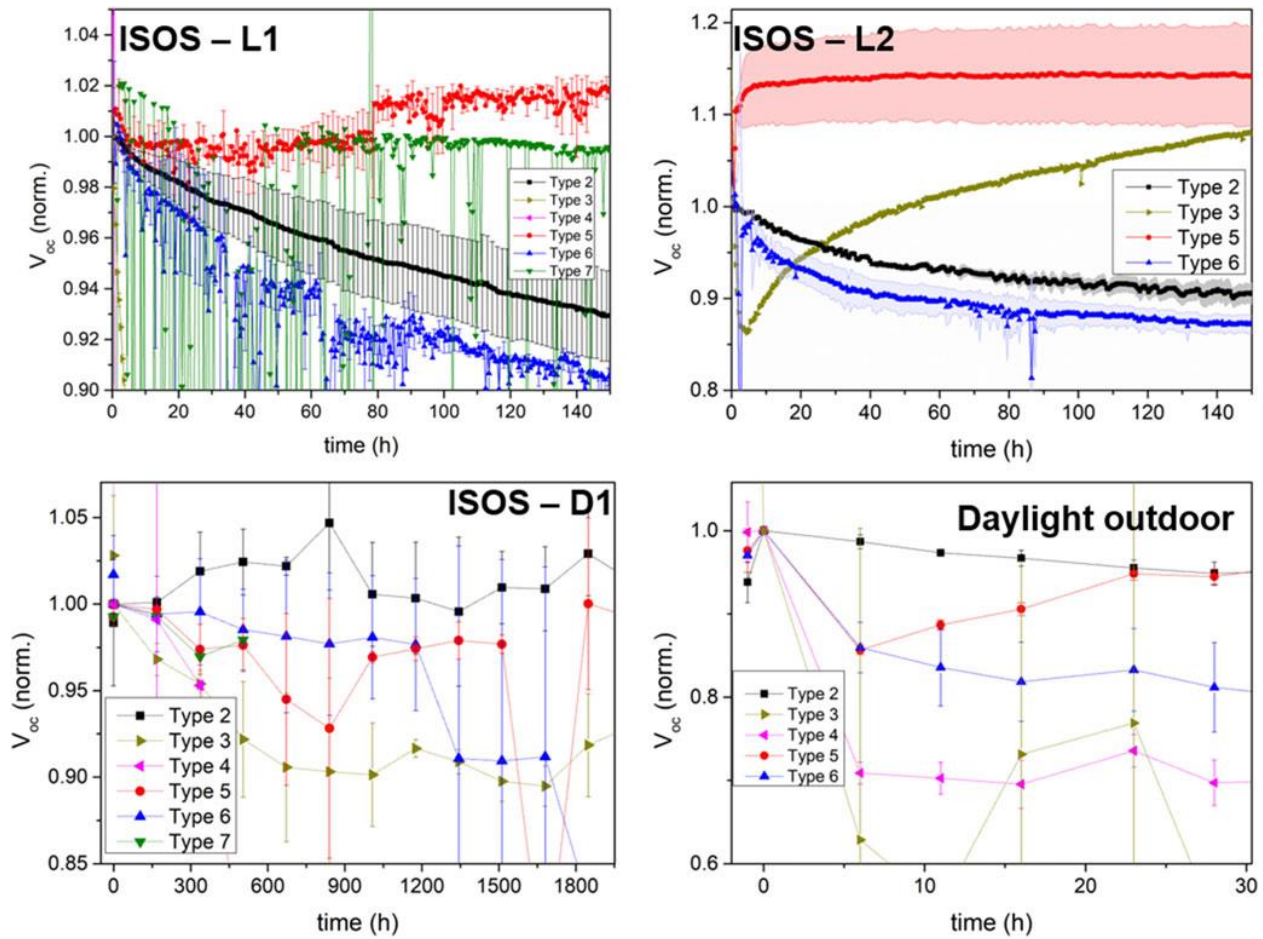 ISOS – L1
V_oc (norm.)
1.04
1.02
1.00
0.98
0.96
0.94
0.92
0.90
Type 2
Type 3
Type 4
Type 5
Type 6
Type 7
0 20 40 60 80 100 120 140
time (h)
ISOS – L2
V_oc (norm.)
1.2
1.1
1.0
0.9
0.8
Type 2
Type 3
Type 5
Type 6
0 20 40 60 80 100 120 140
time (h)
ISOS – D1
V_oc (norm.)
1.05
1.00
0.95
0.90
0.85
Type 2
Type 3
Type 4
Type 5
Type 6
Type 7
0 300 600 900 1200 1500 1800
time (h)
Daylight outdoor
V_oc (norm.)
1.0
0.8
0.6
Type 2
Type 3
Type 4
Type 5
Type 6
0 10 20 30
time (h)